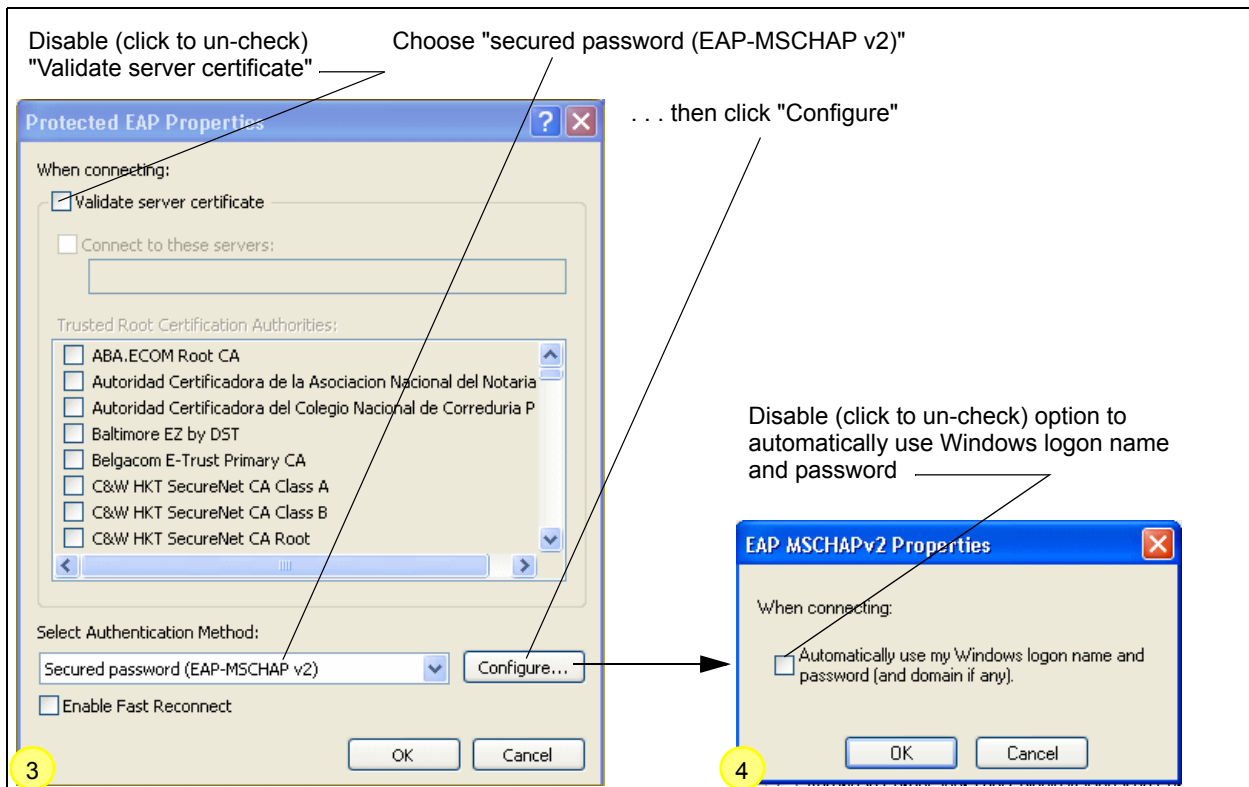 Disable (click to un-check)
"Validate server certificate"
Choose "secured password (EAP-MSCHAP v2)"
. . . then click "Configure"
Protected EAP Properties
When connecting:
Validate server certificate
Connect to these servers:
Trusted Root Certification Authorities:
ABA.ECOM Root CA
Autoridad Certificadora de la Asociacion Nacional del Notaria
Autoridad Certificadora del Colegio Nacional de Correduria P
Baltimore EZ by DST
Belgacom E-Trust Primary CA
C&W HKT SecureNet CA Class A
C&W HKT SecureNet CA Class B
C&W HKT SecureNet CA Root
Select Authentication Method:
Secured password (EAP-MSCHAP v2)
Configure...
Enable Fast Reconnect
OK
Cancel
3
Disable (click to un-check) option to
automatically use Windows logon name
and password
EAP MSCHAPv2 Properties
When connecting:
Automatically use my Windows logon name and
password (and domain if any).
OK
Cancel
4